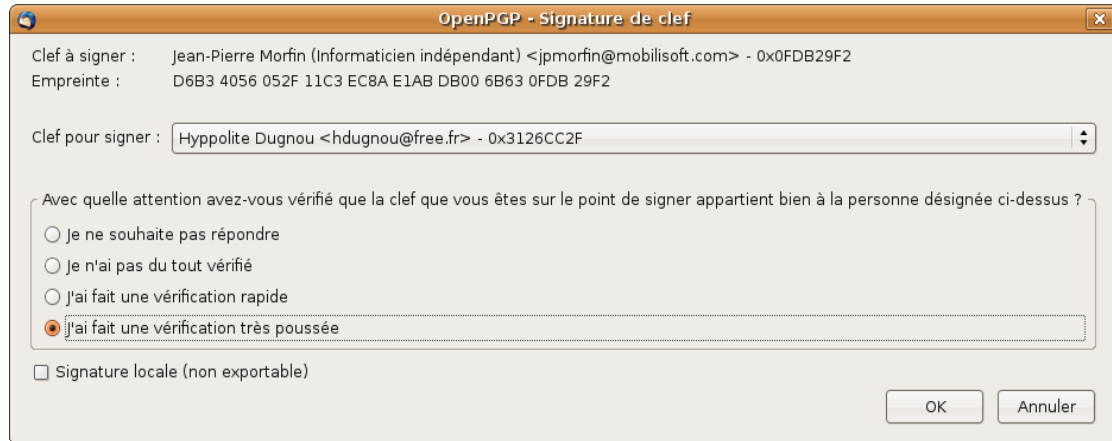 OpenPGP - Signature de clef
Clef à signer : Jean-Pierre Morfin (Informaticien indépendant) <jpmorfin@mobilisoft.com> - 0x0FDB29F2
Empreinte : D6B3 4056 052F 11C3 EC8A E1AB DB00 6B63 0FDB 29F2
Clef pour signer : Hyppolite Dugnou <hdugnou@free.fr> - 0x3126CC2F
Avec quelle attention avez-vous vérifié que la clef que vous êtes sur le point de signer appartient bien à la personne désignée ci-dessus ?
Je ne souhaite pas répondre
Je n'ai pas du tout vérifié
J'ai fait une vérification rapide
J'ai fait une vérification très poussée
Signature locale (non exportable)
OK Annuler